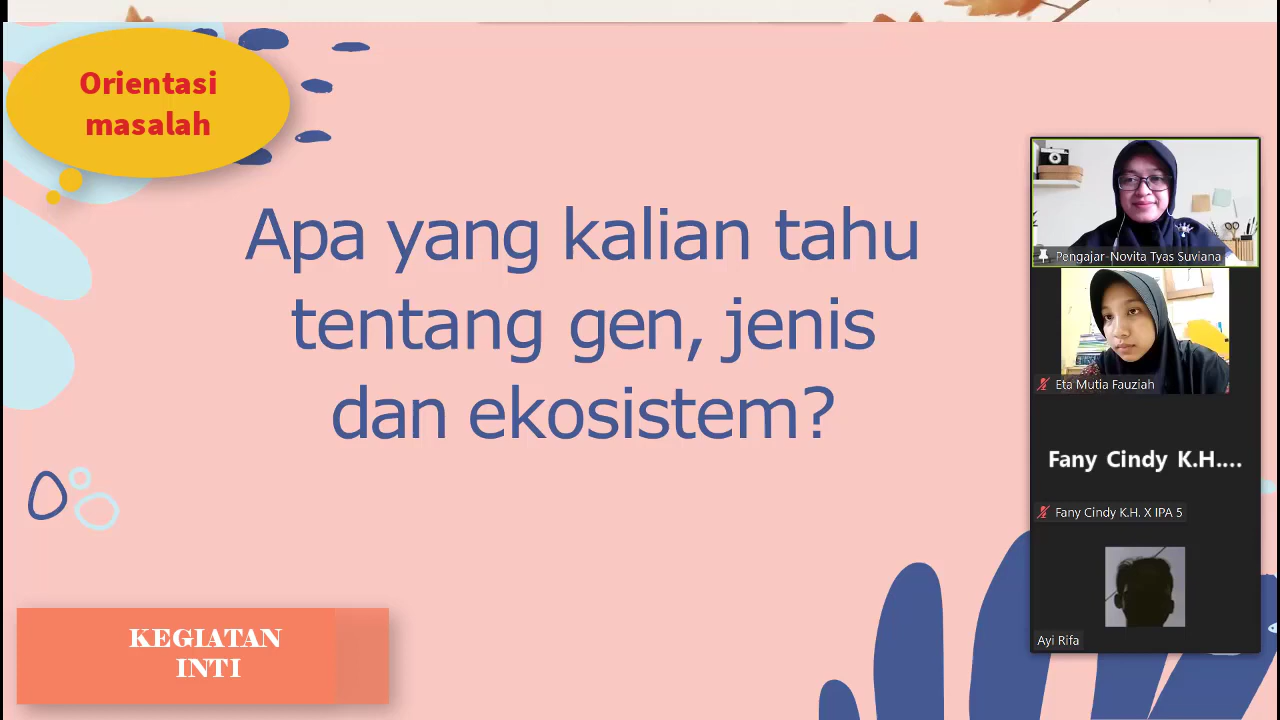 Orientasi
masalah
Apa yang kalian tahu
tentang gen, jenis
dan ekosistem?
KEGIATAN
INTI
Pengajar-Novita Tyas Suviana
Eta Mutia Fauziah
Fany Cindy K.H....
Fany Cindy K.H. X IPA 5
Ayi Rifa